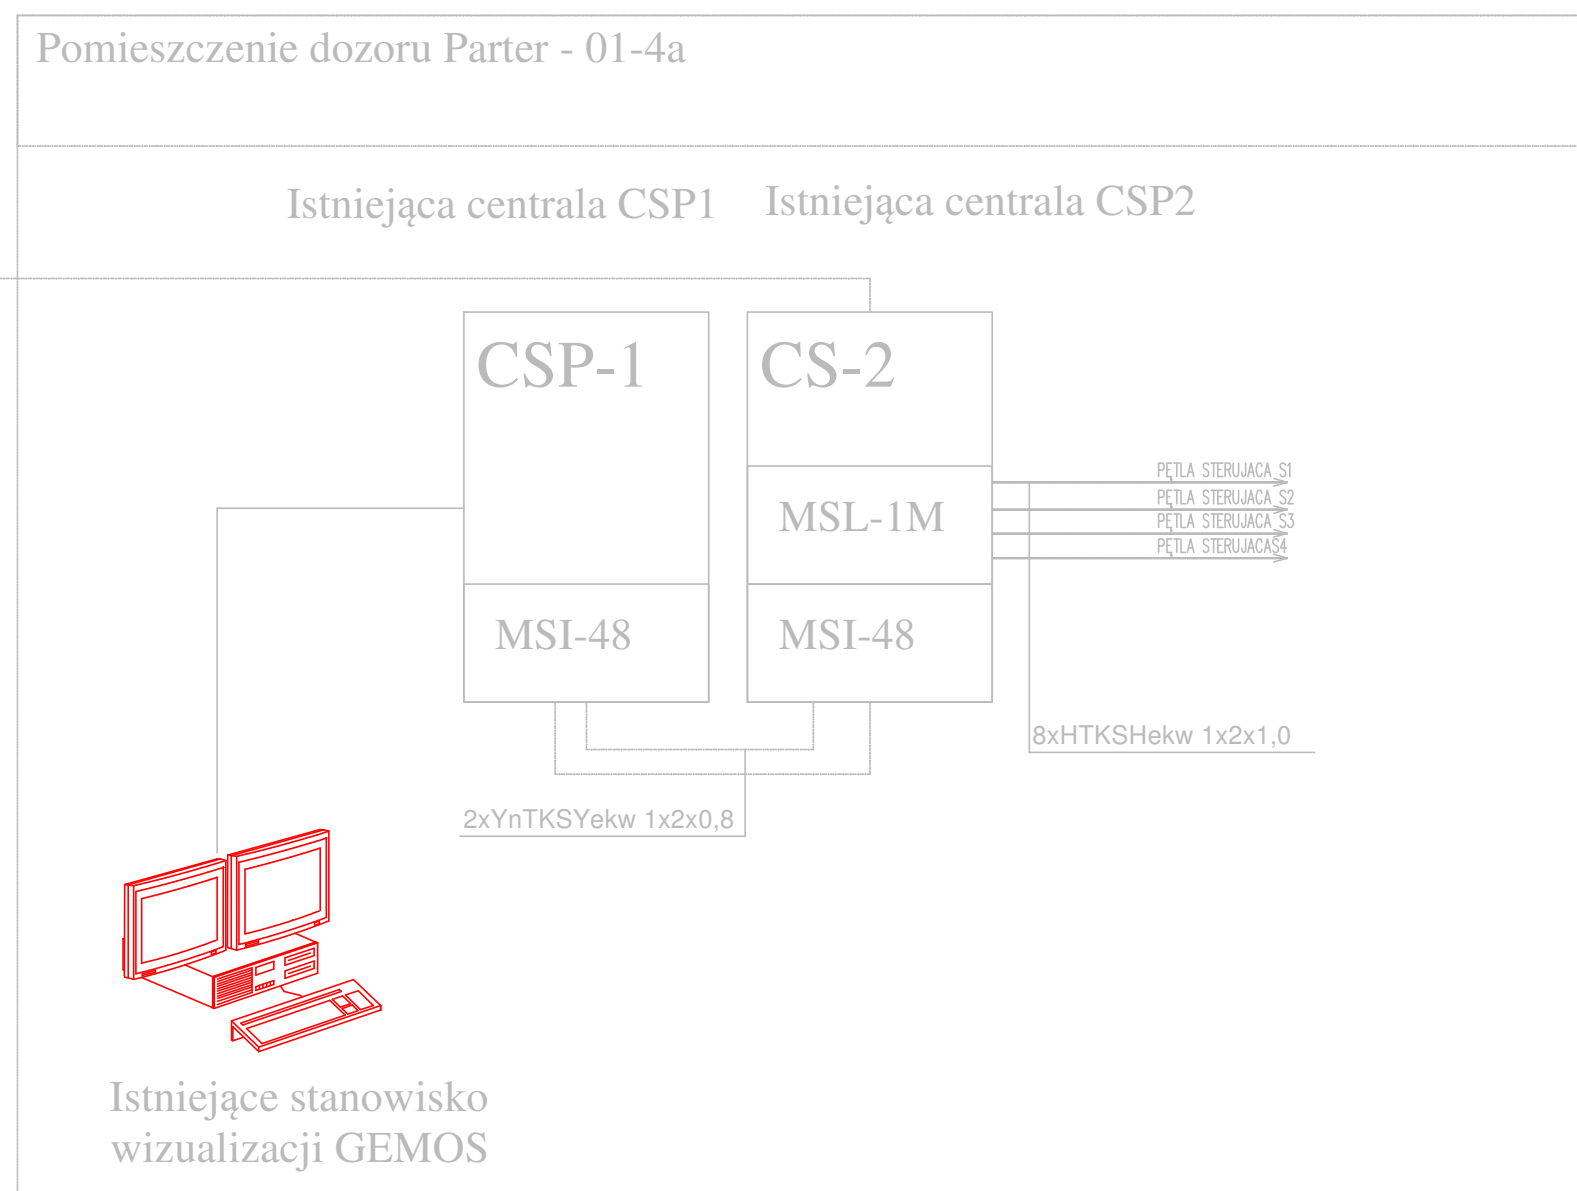 Pomieszczenie dozoru Parter - 01-4a
Istniejąca centrala CSP1
Istniejąca centrala CSP2
CSP-1
CS-2
PĘTLA STERUJACA S1
PĘTLA STERUJACA S2
PĘTLA STERUJACA S3
PĘTLA STERUJACAS4
MSL-1M
MSI-48
MSI-48
8xHTKSHekw 1x2x1,0
2xYnTKSYekw 1x2x0,8
Istniejące stanowisko
wizualizacji GEMOS